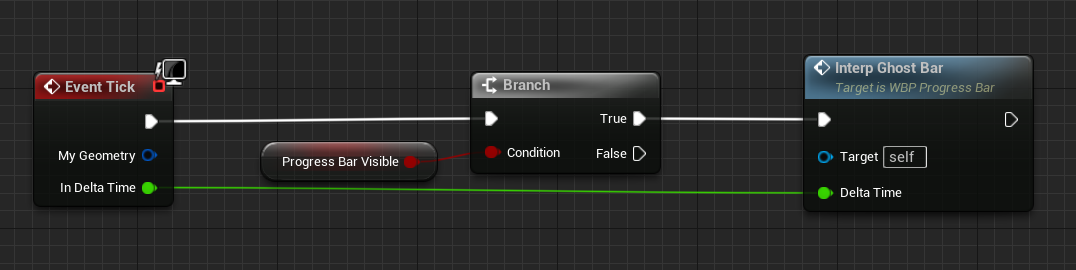 Event Tick
My Geometry
In Delta Time
Progress Bar Visible
Branch
True
Condition
False
Interp Ghost Bar
Target is WBP Progress Bar
Target self
Delta Time